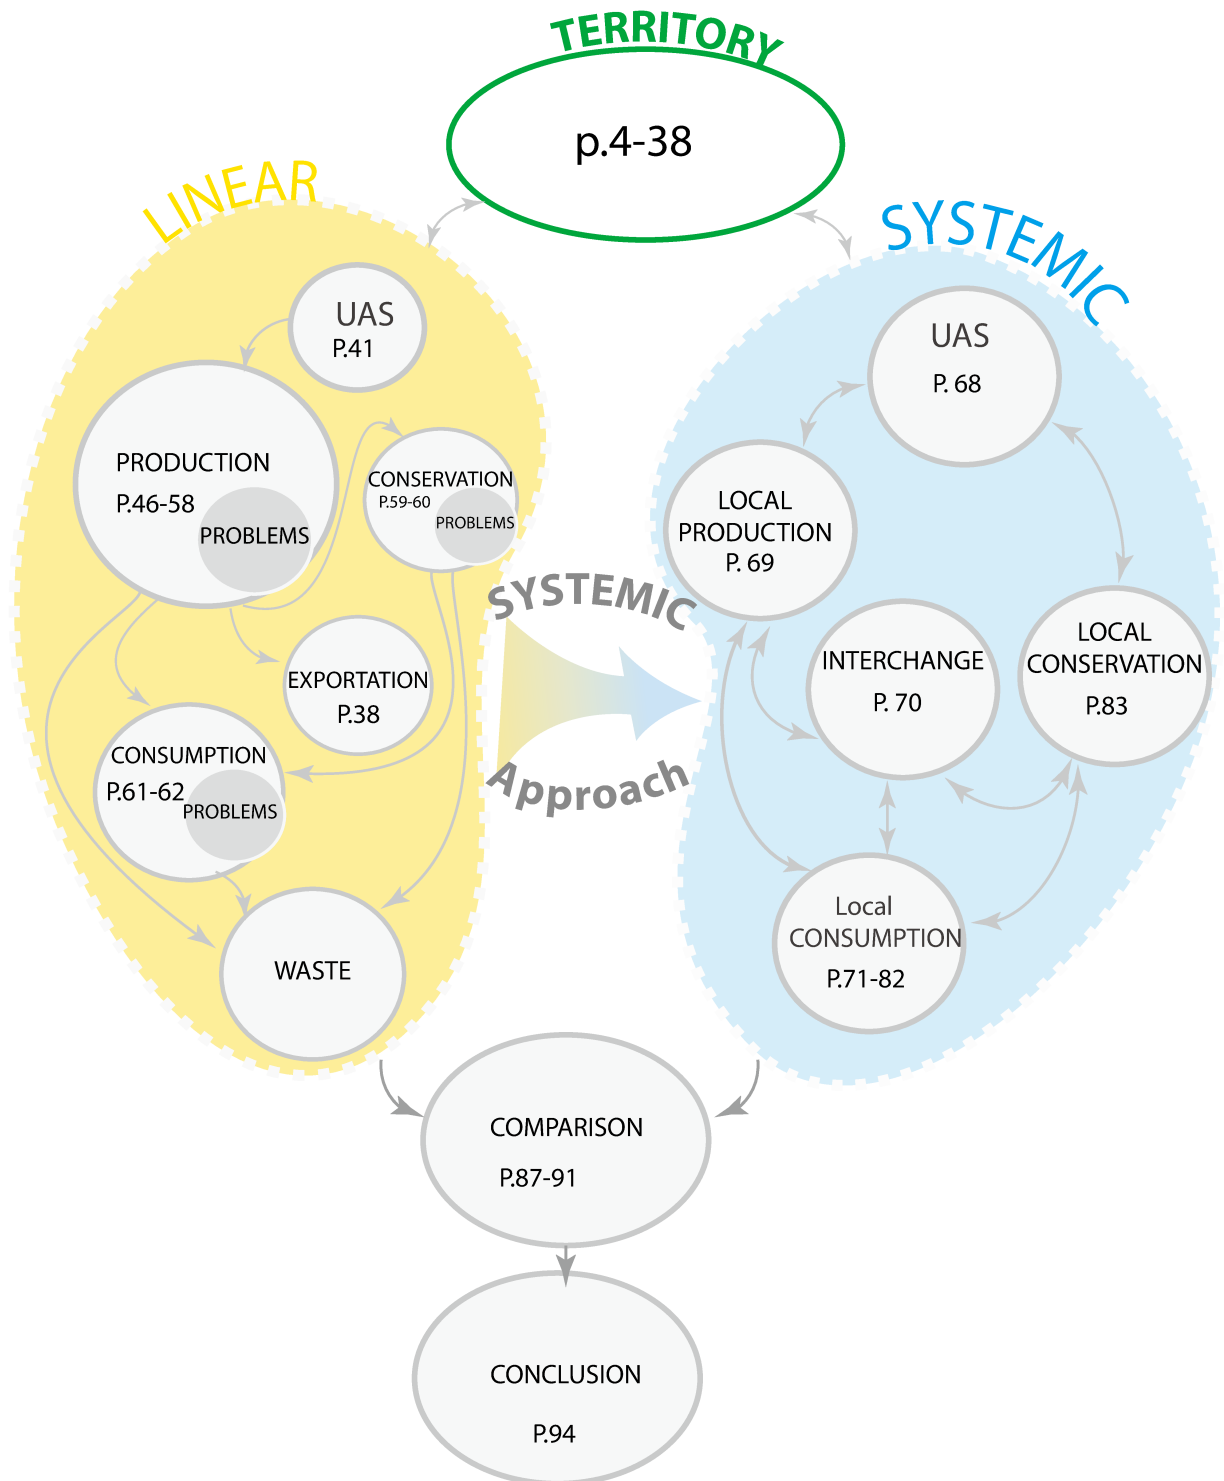 TERRITORY
p.4-38
LINEAR
UAS
P.41
PRODUCTION
P.46-58
PROBLEMS
CONSERVATION
P.59-60
PROBLEMS
EXPORTATION
P.38
CONSUMPTION
P.61-62
PROBLEMS
WASTE
SYSTEMIC
Approach
SYSTEMIC
UAS
P. 68
LOCAL
PRODUCTION
P. 69
INTERCHANGE
P. 70
LOCAL
CONSERVATION
P.83
Local
CONSUMPTION
P.71-82
COMPARISON
P.87-91
CONCLUSION
P.94